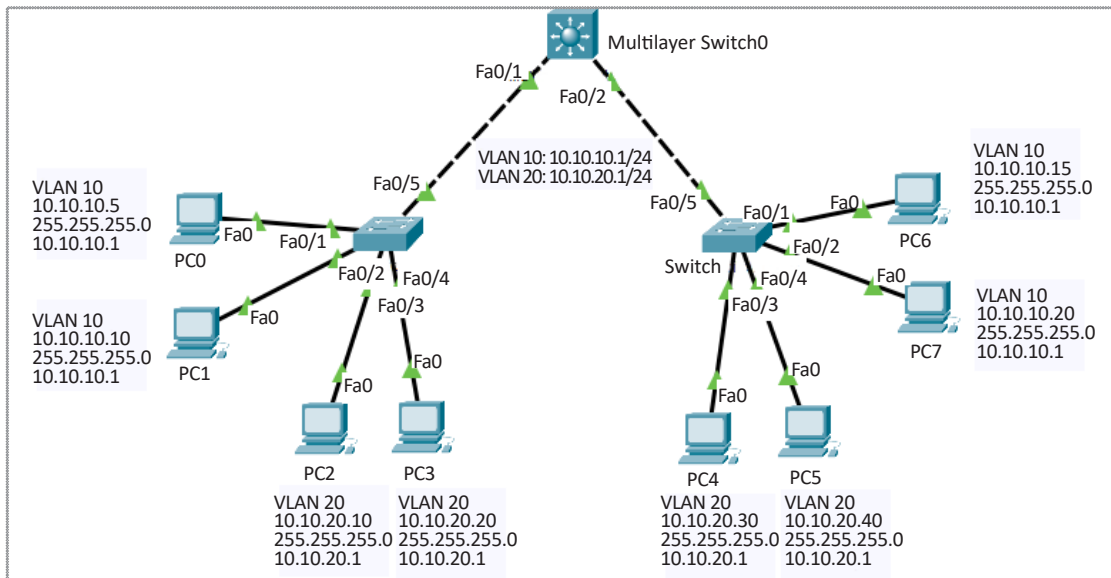 Multilayer Switch0
Fa0/1
Fa0/2
VLAN 10: 10.10.10.1/24
VLAN 20: 10.10.20.1/24
VLAN 10
10.10.10.5
255.255.255.0
10.10.10.1
Fa0
PC0
Fa0/1
Fa0/5
Fa0/2
Fa0/4
Fa0/3
VLAN 10
10.10.10.10
255.255.255.0
10.10.10.1
Fa0
PC1
Fa0
PC2
VLAN 20
10.10.20.10
255.255.255.0
10.10.20.1
Fa0
PC3
VLAN 20
10.10.20.20
255.255.255.0
10.10.20.1
Fa0/5
Fa0/1
Fa0/2
Switch
Fa0/4
Fa0/3
Fa0
PC6
VLAN 10
10.10.10.15
255.255.255.0
10.10.10.1
Fa0
PC7
VLAN 10
10.10.10.20
255.255.255.0
10.10.10.1
Fa0
PC4
VLAN 20
10.10.20.30
255.255.255.0
10.10.20.1
Fa0
PC5
VLAN 20
10.10.20.40
255.255.255.0
10.10.20.1